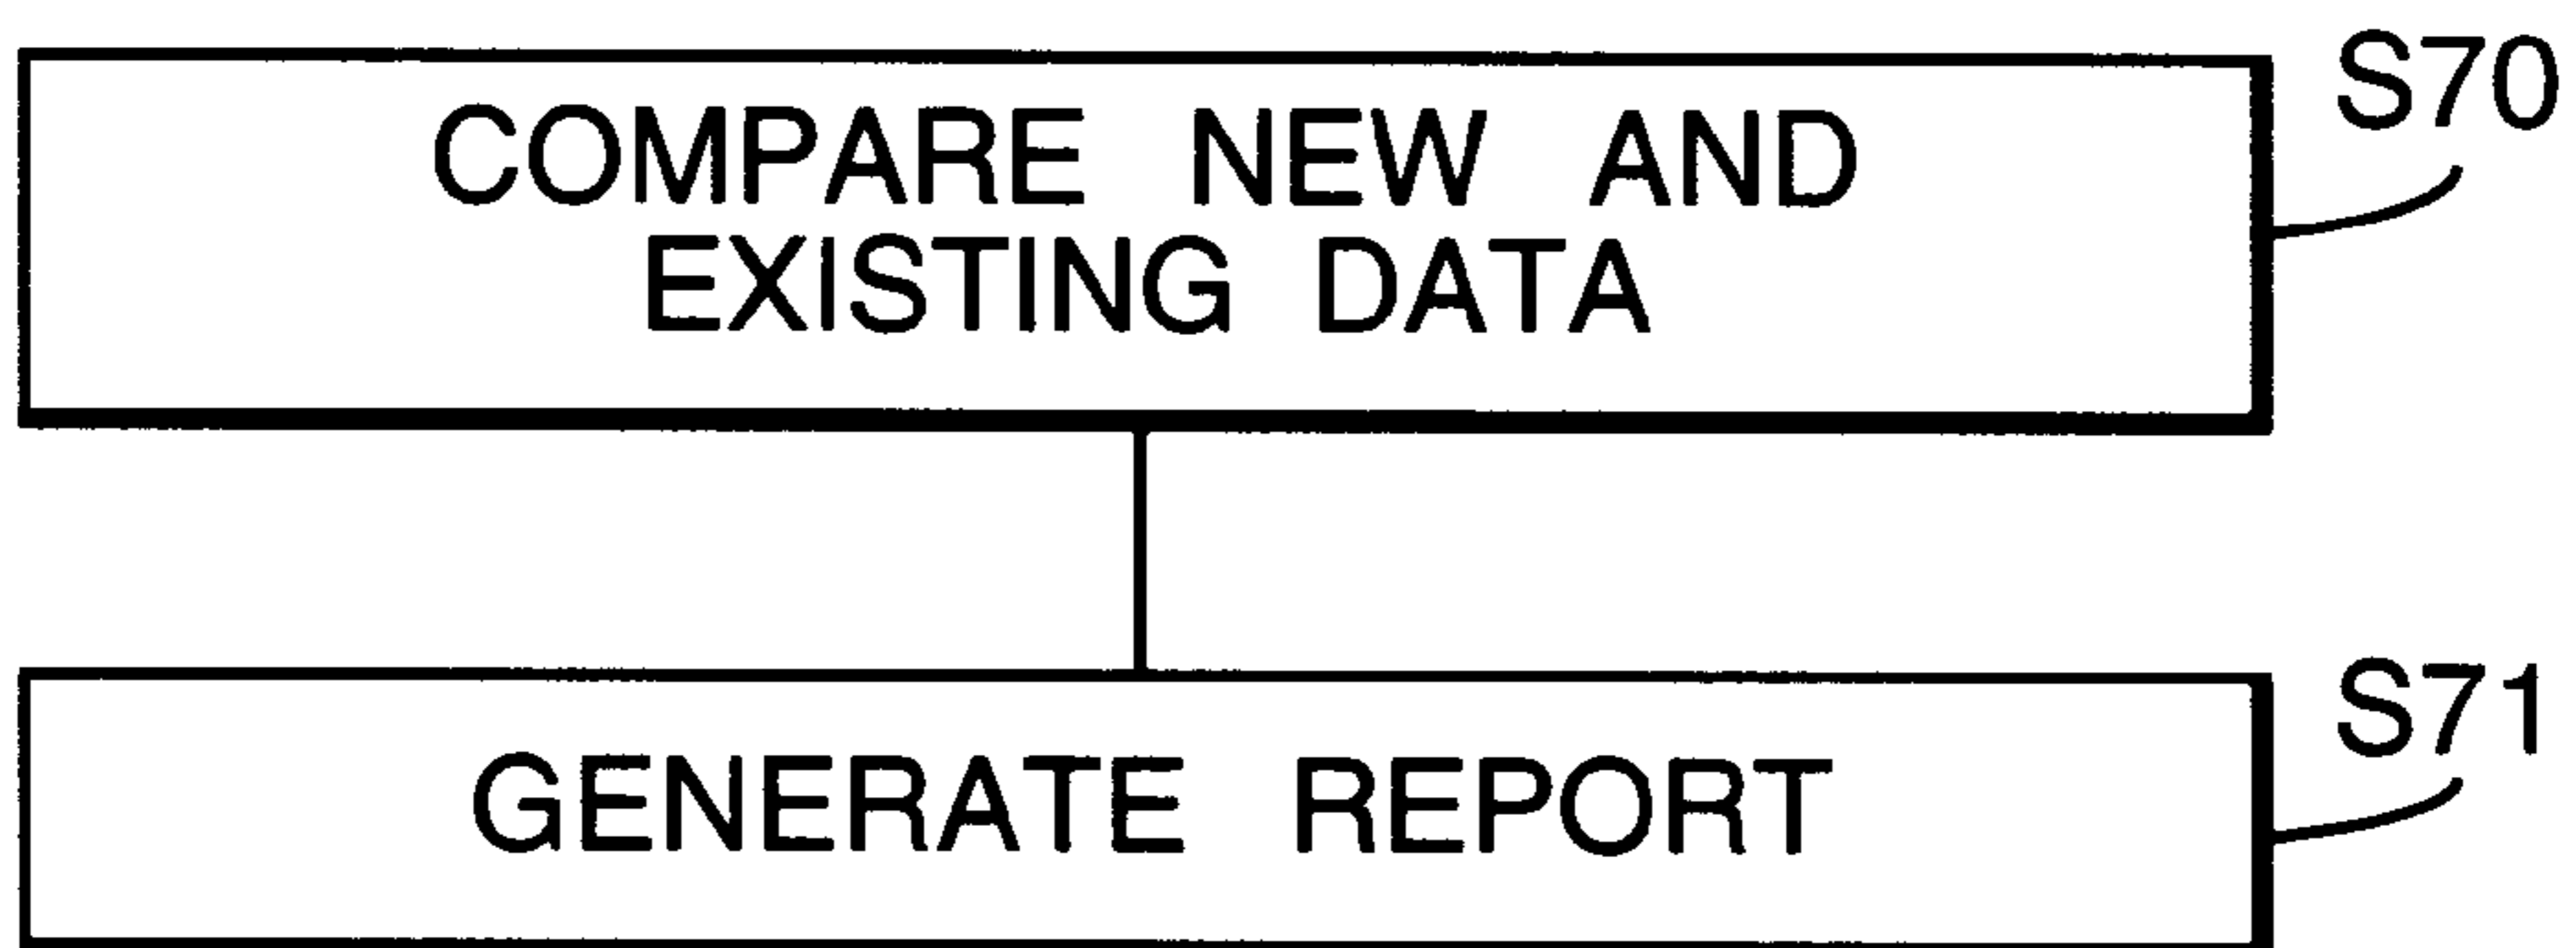 S70
COMPARE NEW AND
EXISTING DATA
S71
GENERATE REPORT